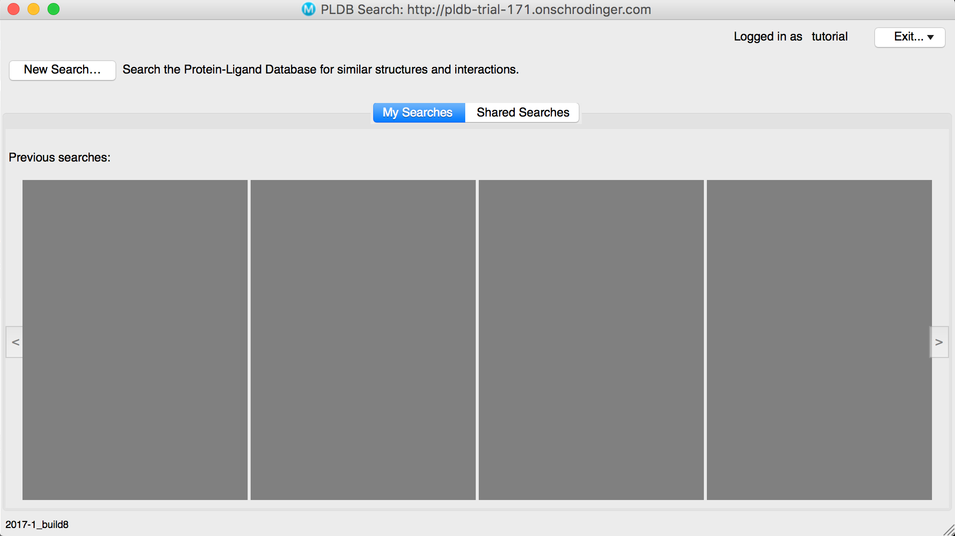 M PLDB Search: http://pldb-trial-171.onschrodinger.com
Logged in as tutorial Exit...
New Search... Search the Protein-Ligand Database for similar structures and interactions.
My Searches Shared Searches
Previous searches:
< >
2017-1_build8